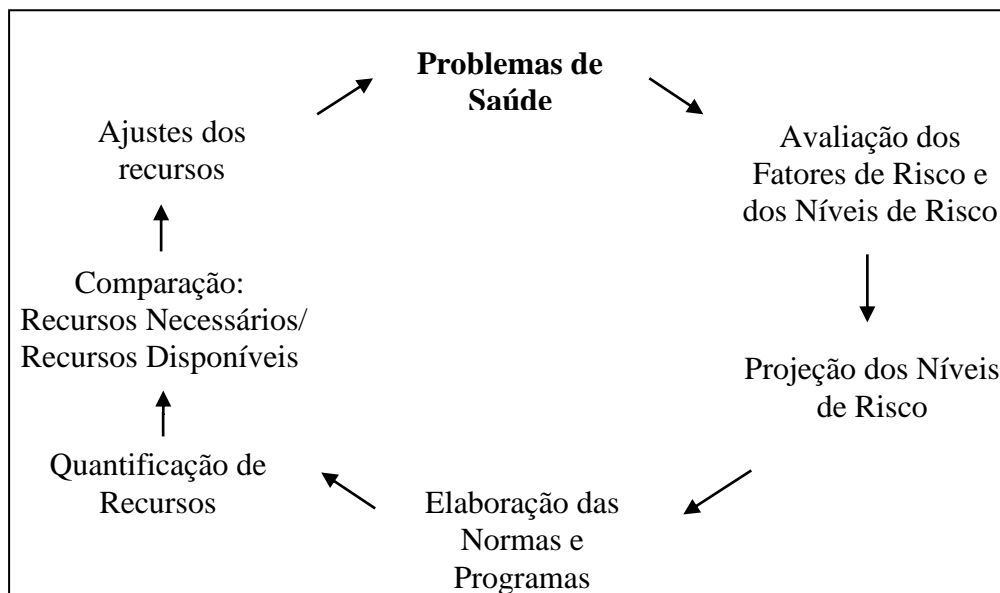 Problemas de
Saúde
Avaliação dos
Fatores de Risco e
dos Níveis de Risco
Projeção dos Níveis
de Risco
Elaboração das
Normas e
Programas
Quantificação de
Recursos
Comparação:
Recursos Necessários/
Recursos Disponíveis
Ajustes dos
recursos